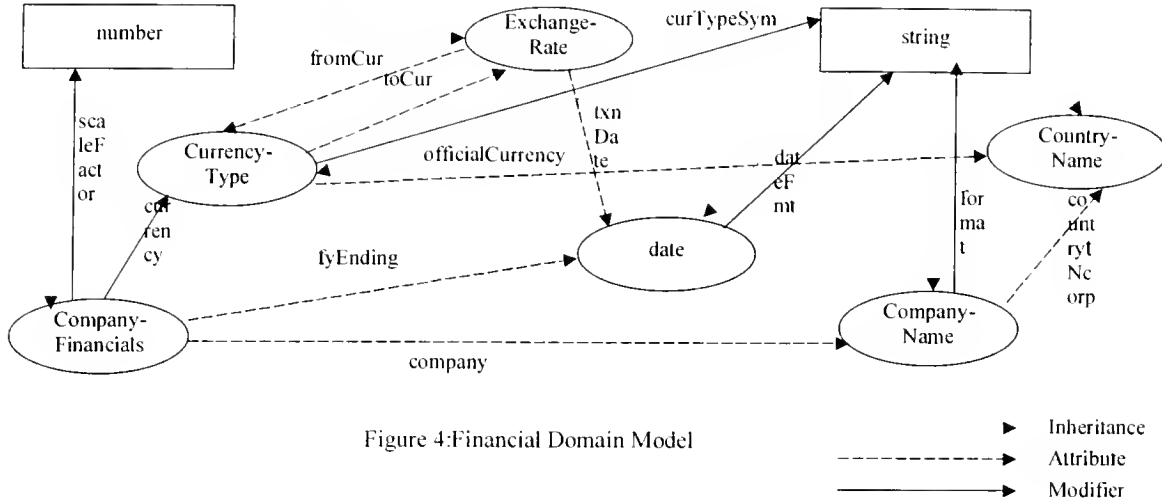 number
Exchange-
Rate
curTypeSym
string
fromCur
toCur
sca
leF
act
or
Currency-
Type
officialCurrency
txn
Da
te
dat
eF
mt
Country-
Name
cur
ren
cy
fyEnding
date
for
ma
t
co
unt
ryI
Nc
orp
Company-
Financials
company
Company-
Name
Figure 4:Financial Domain Model
Inheritance
Attribute
Modifier